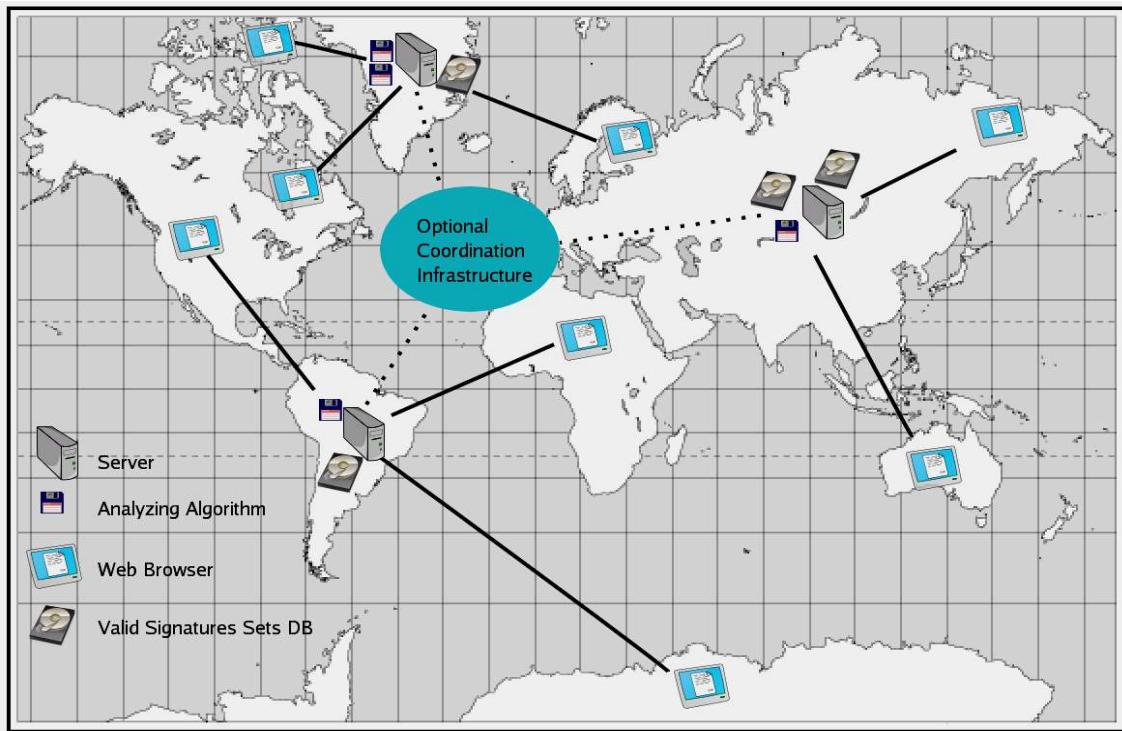 Optional
Coordination
Infrastructure
Server
Analyzing Algorithm
Web Browser
Valid Signatures Sets DB